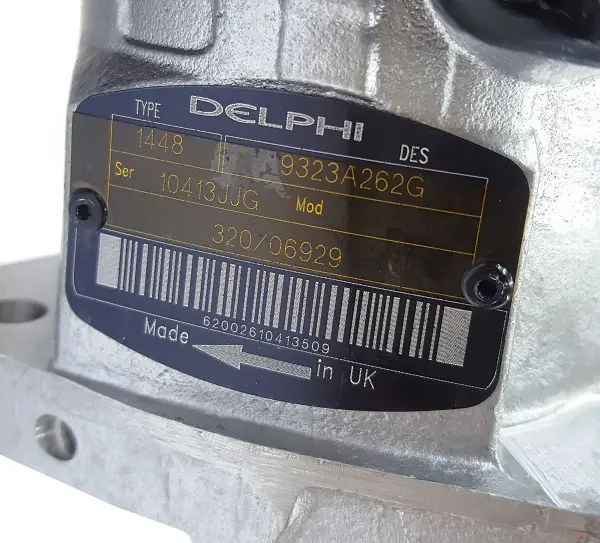 DELPHI
TYPE DES
1448 9323A262G
Ser 10413JJG Mod
320/06929
62002610413509
Made in UK